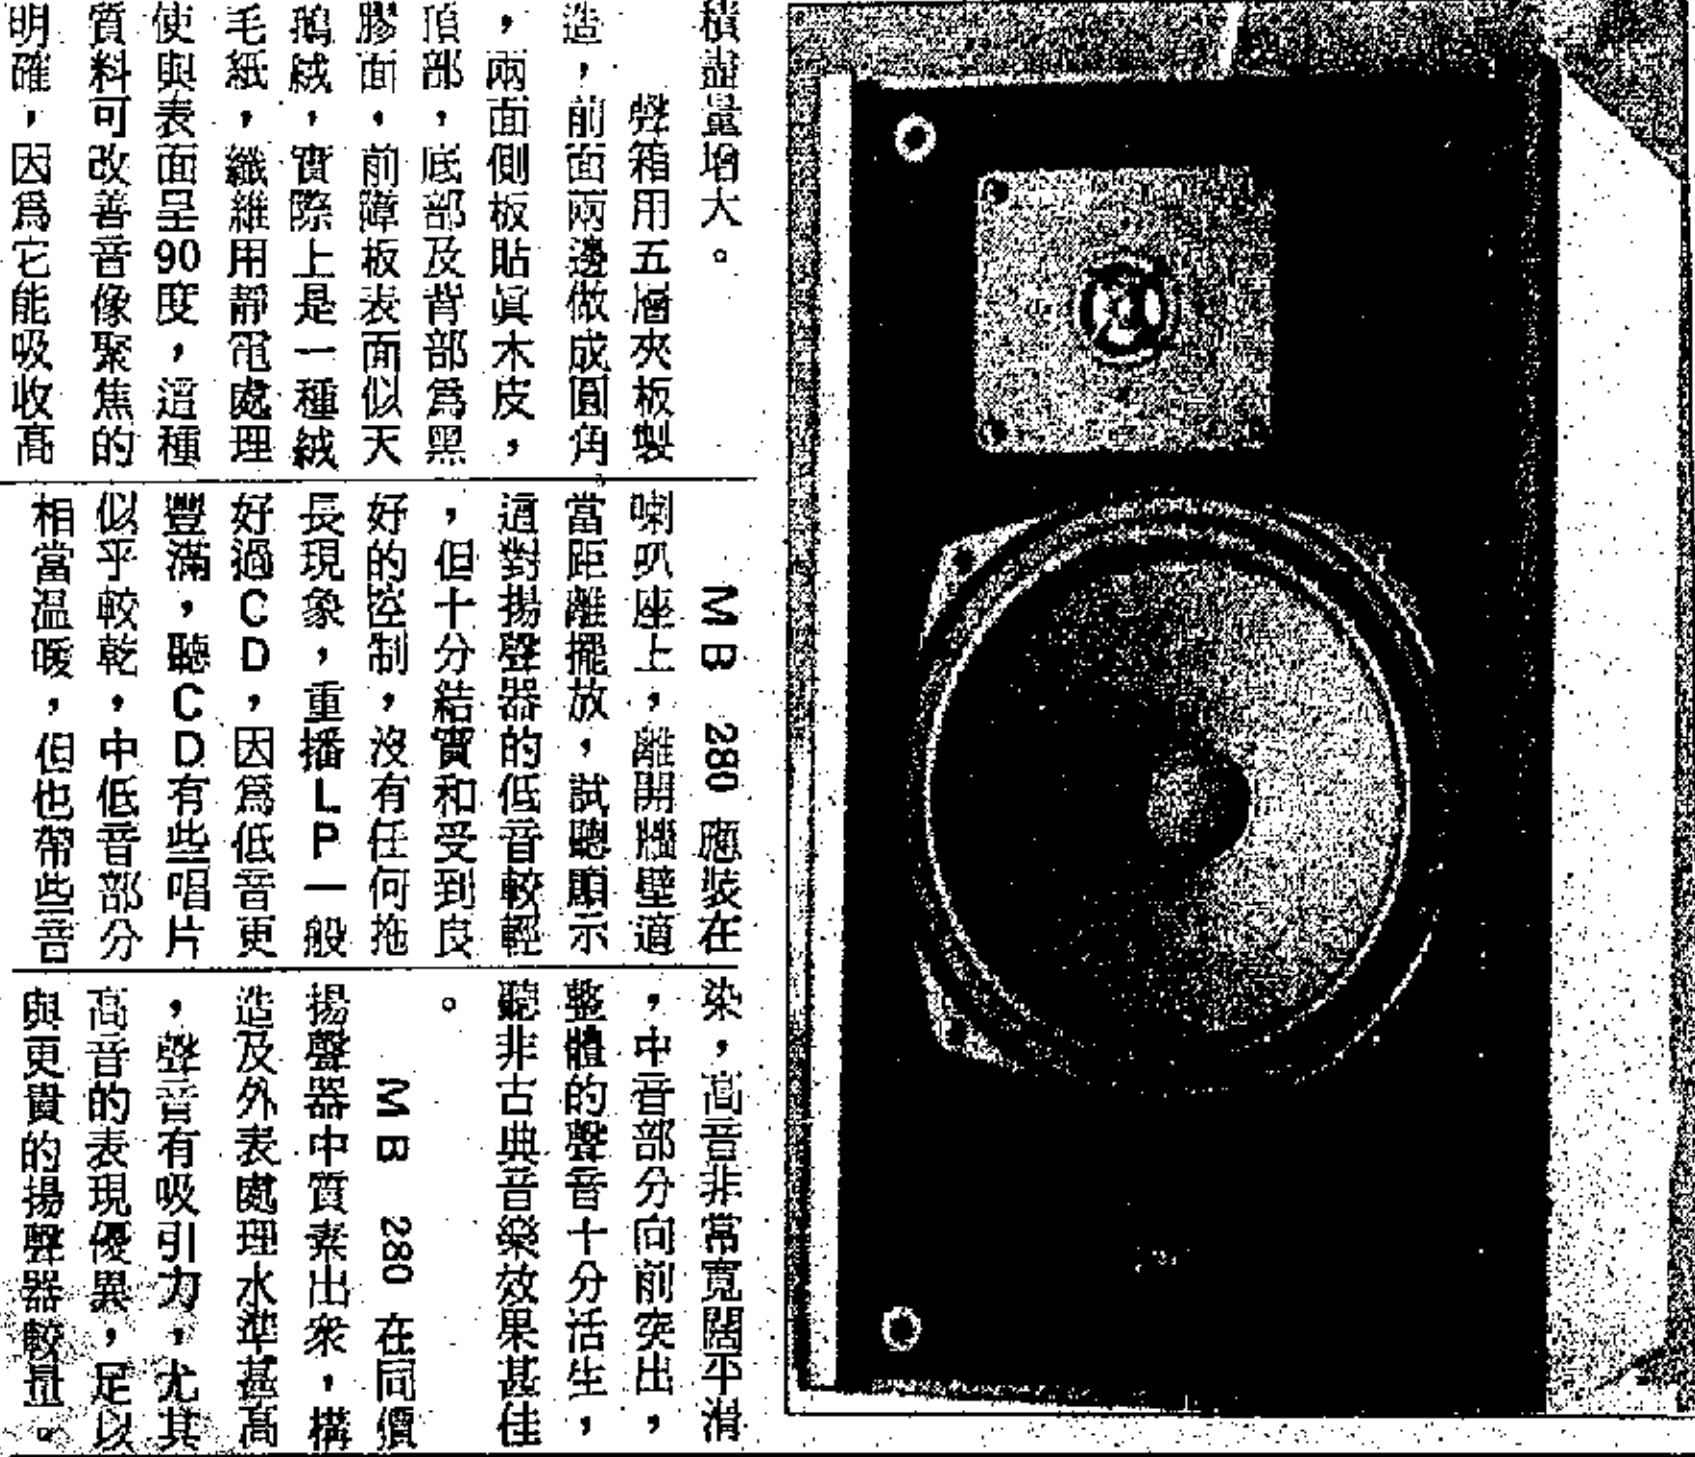 積盡量增大。
聲箱用五層夾板製
造，前面兩邊做成圓角
，兩面側板貼眞木皮，
頂部，底部及背部爲黑
膠面，前障板表面似天
鵝絨，實際上是一種絨
毛紙，纖維用靜電處理
使與表面呈90度，這種
質料可改善音像聚焦的
明確，因爲它能吸收高
MB 280應裝在
喇叭座上，離開牆壁適
當距離擺放，試聽顯示
這對揚聲器的低音較輕
，但十分結實和受到良
好的控制，沒有任何拖
長現象，重播LP一般
好過CD，因爲低音更
豐滿，聽CD有些唱片
似乎較乾，中低音部分
相當溫暖，但也帶些音
染，高音非常寬闊平滑
，中音部分向前突出，
整體的聲音十分活生，
聽非古典音樂效果甚佳
。
MB 280在同價
揚聲器中質素出衆，構
造及外表處理水準甚高
，聲音有吸引力，尤其
高音的表現優異，足以
與更貴的揚聲器較量。